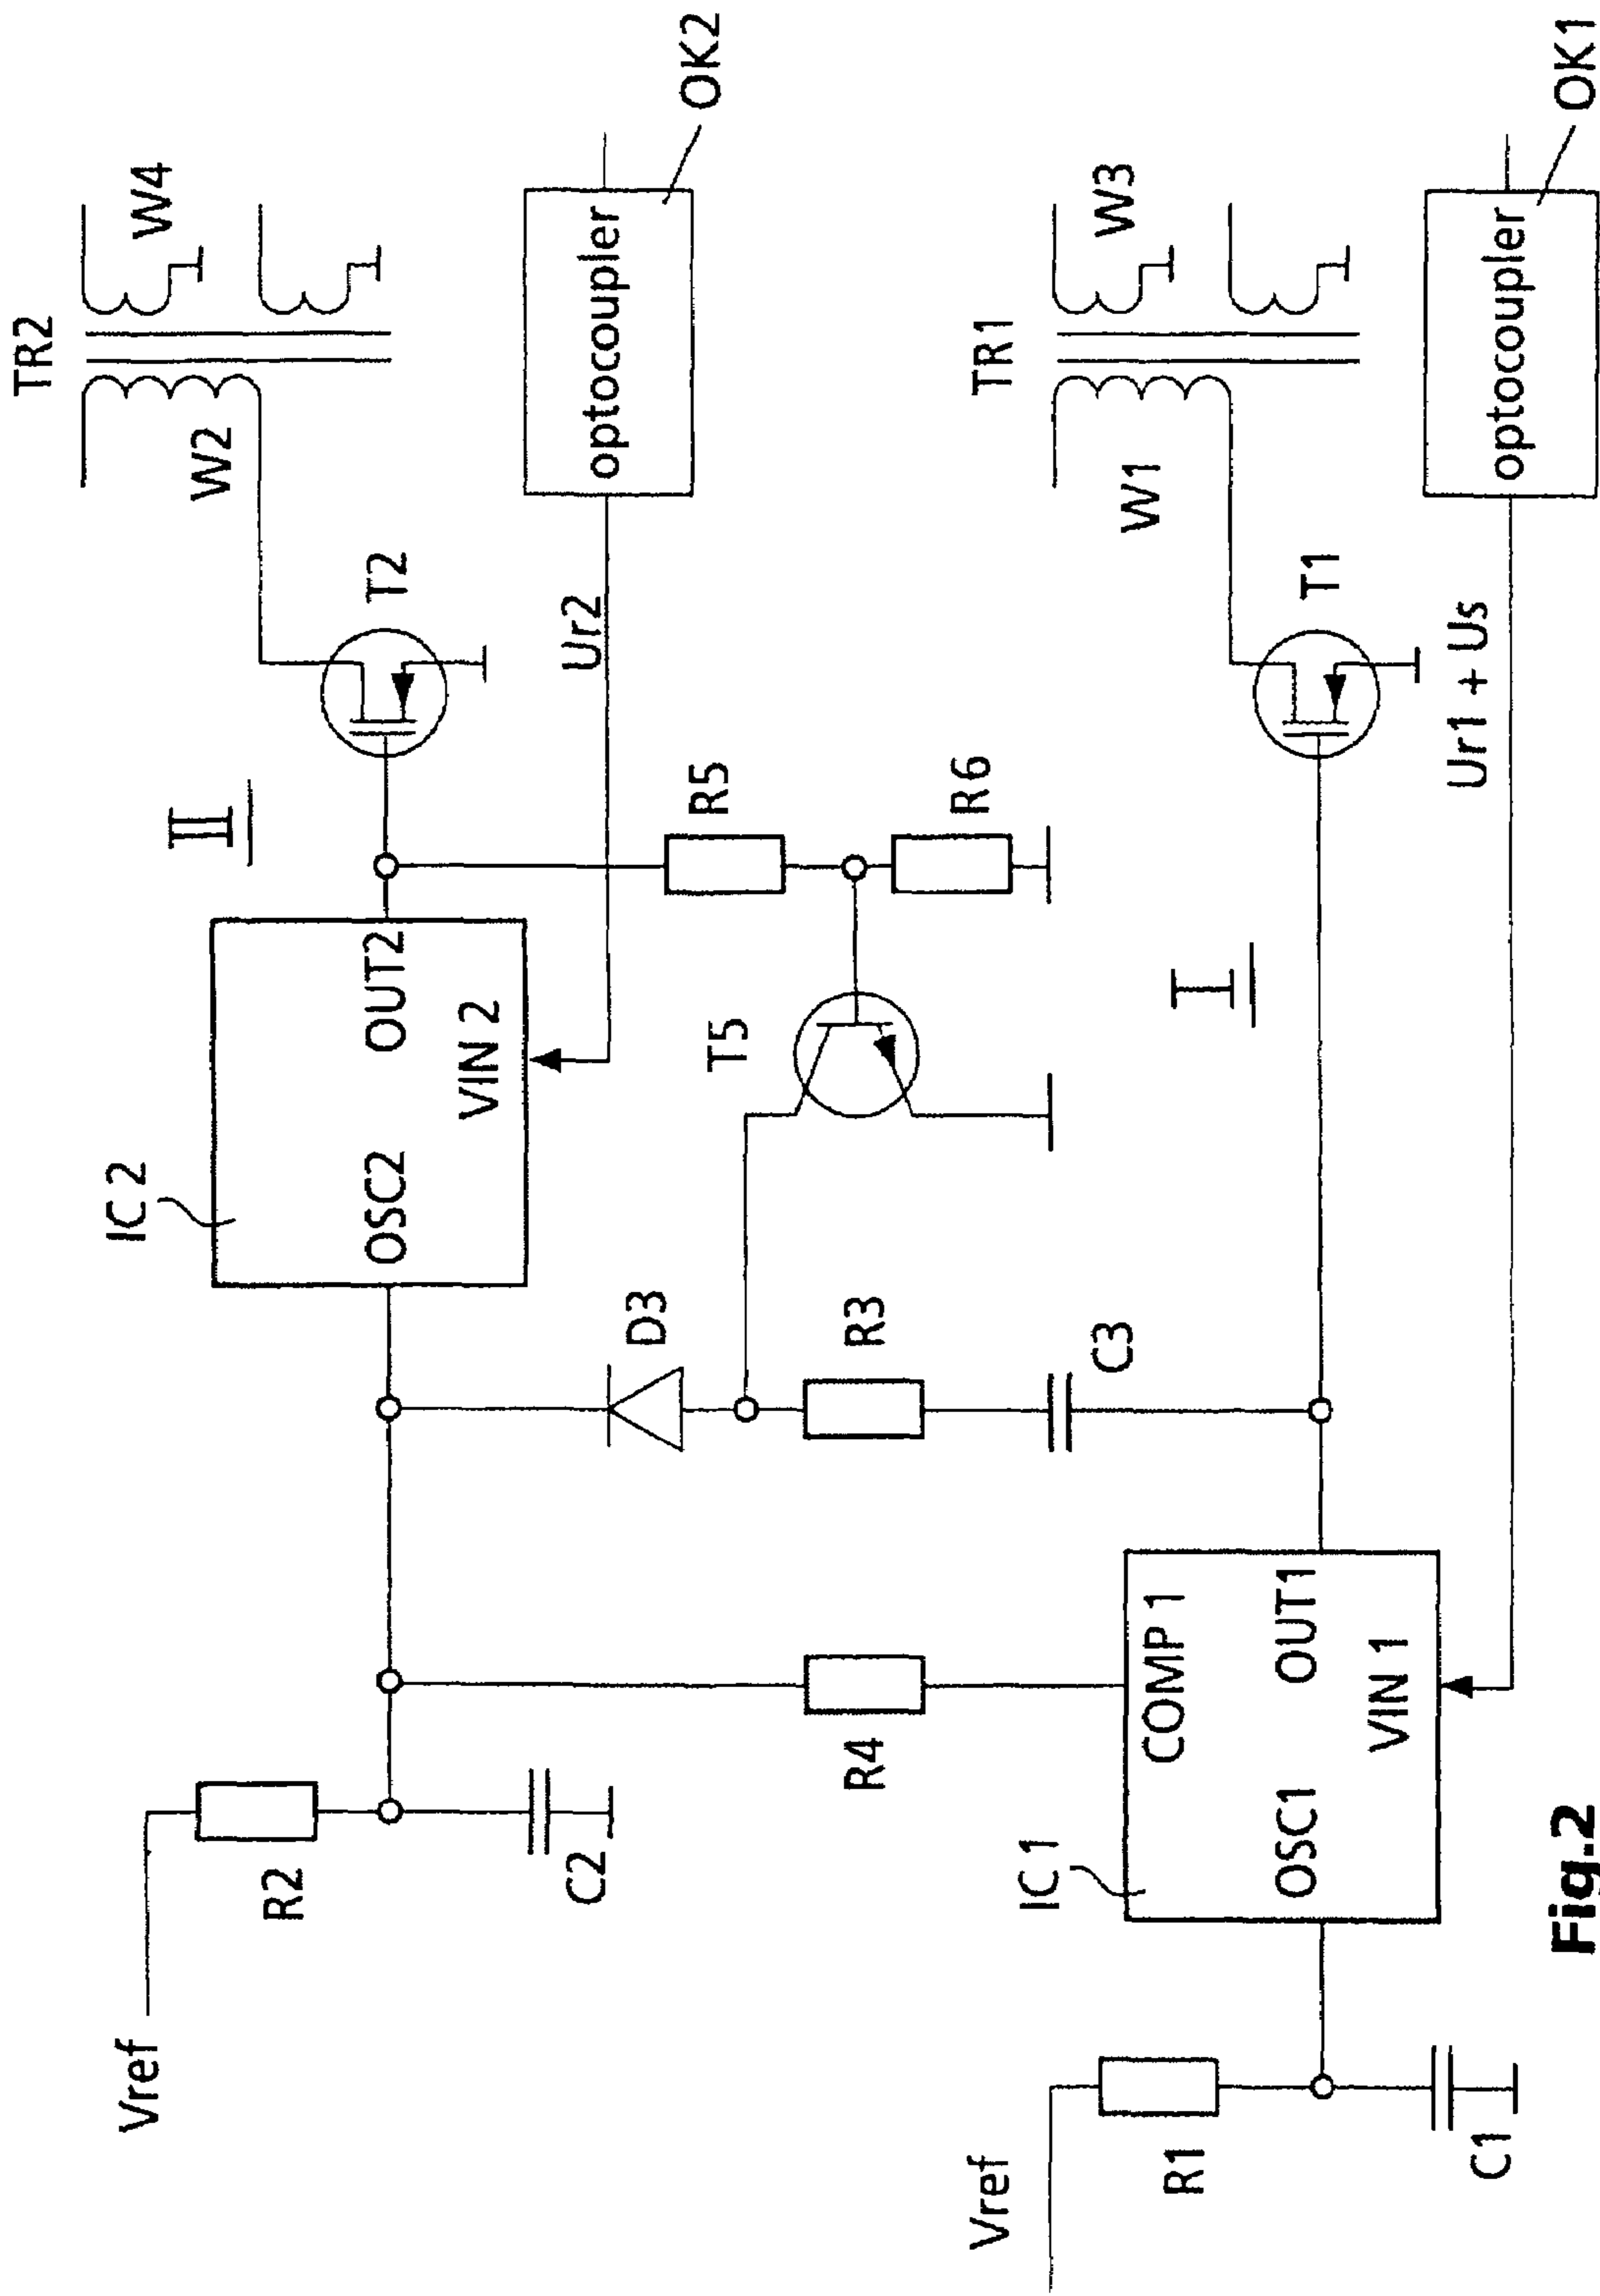 TR2
W4
W2
T2
II
OK2
optocoupler
Ur2
IC 2
OSC2
OUT2
VIN 2
Vref
R2
C2
D3
T5
R5
R6
R3
R4
C3
TR1
W3
W1
T1
I
OK1
optocoupler
Ur1 + Us
IC 1
COMP 1
OSC1
OUT1
VIN 1
Vref
R1
C1
Fig.2